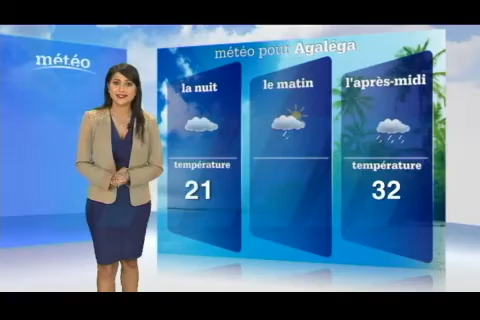 météo
météo pour Agaléga
la nuit
le matin
l'après-midi
température
température
21
32